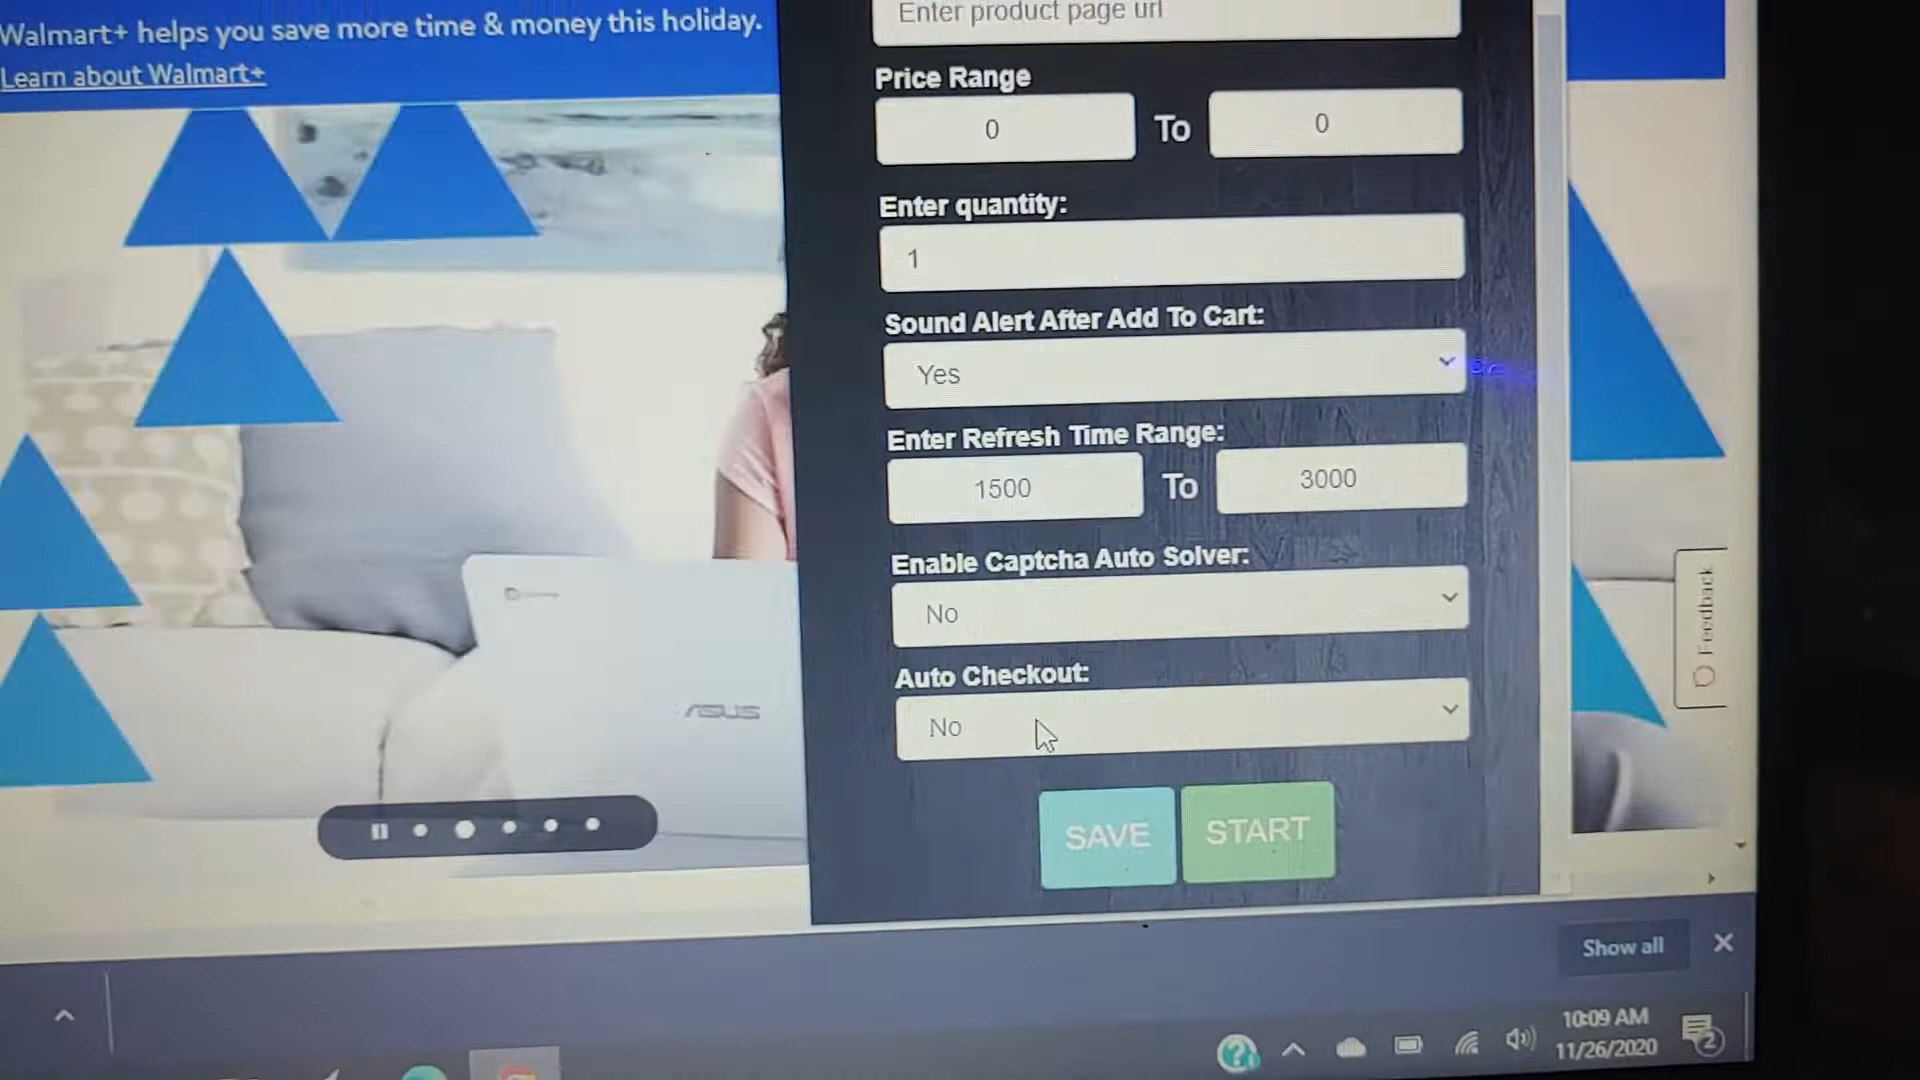 Walmart+ helps you save more time & money this holiday.
Learn about Walmart+
Enter product page url
Price Range
0 To 0
Enter quantity:
1
Sound Alert After Add To Cart:
Yes
Enter Refresh Time Range:
1500 To 3000
Enable Captcha Auto Solver:
No
Auto Checkout:
No
SAVE START
ASUS
Feedback
Show all
10:09 AM
11/26/2020
2